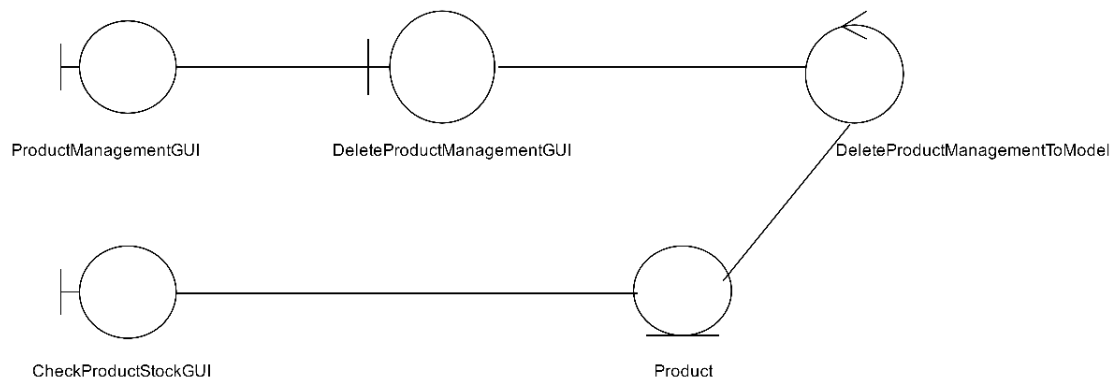 ProductManagementGUI
DeleteProductManagementGUI
DeleteProductManagementToModel
CheckProductStockGUI
Product